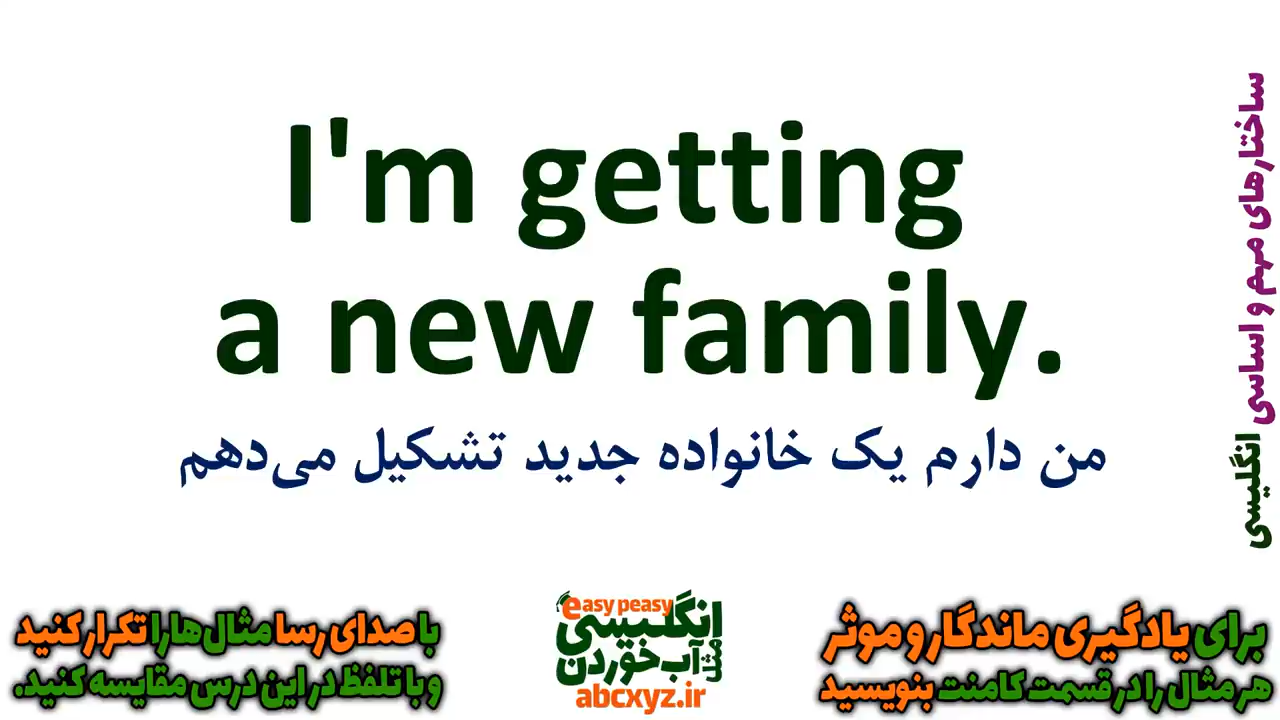 I'm getting
a new family.
من دارم یک خانواده جدید تشکیل می‌دهم
ساختارهای مهم و اساسی انگلیسی
برای یادگیری ماندگار و موثر
هر مثال را در قسمت کامنت بنویسید
easy peasy
انگلیسی
مثل آب خوردن
abcxyz.ir
با صدای رسا مثال‌ها را تکرار کنید
و با تلفظ در این درس مقایسه کنید.